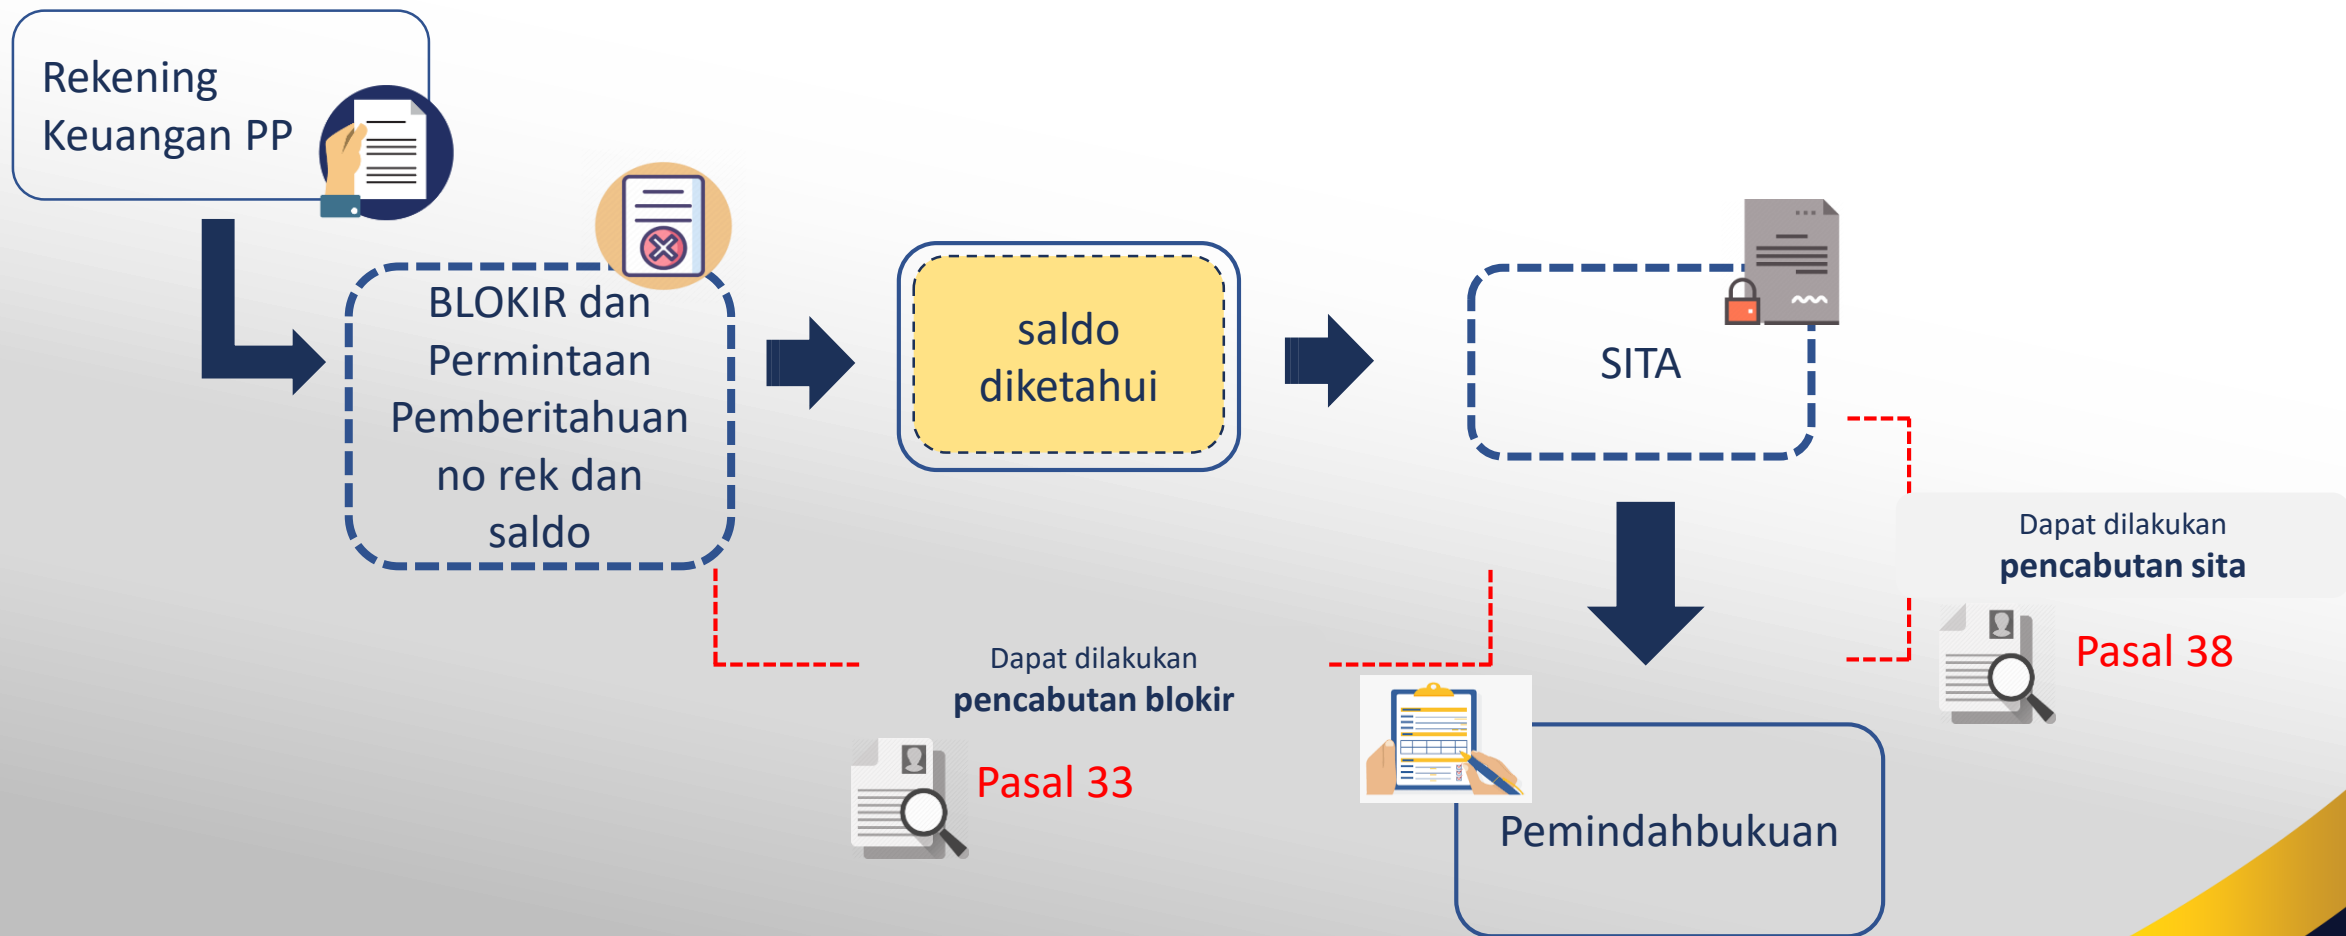 Rekening
Keuangan PP
BLOKIR dan
Permintaan
Pemberitahuan
no rek dan
saldo
saldo
diketahui
SITA
Dapat dilakukan
pencabutan sita
Pasal 38
Dapat dilakukan
pencabutan blokir
Pasal 33
Pemindahbukuan